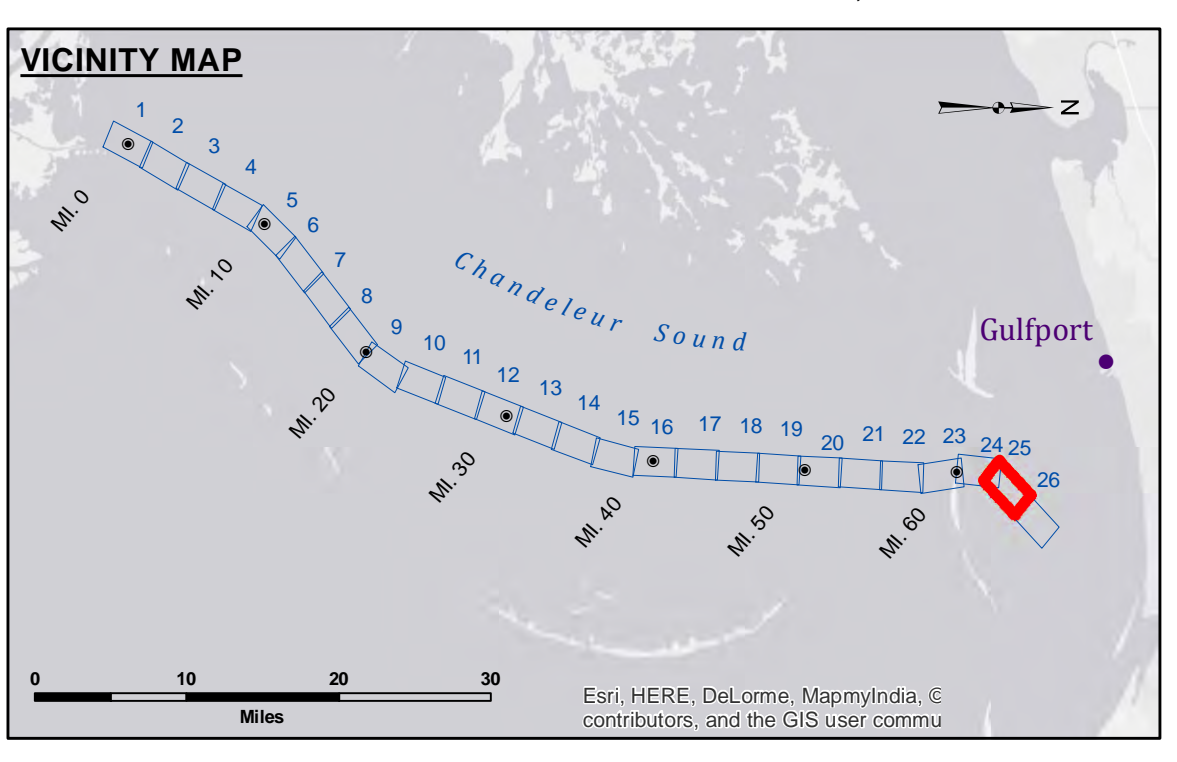 VICINITY MAP
N
1
2
3
4
5
6
7
8
9
10
11
12
13
14
15
16
17
18
19
20
21
22
23
24
25
26
MI. 0
MI. 10
MI. 20
MI. 30
MI. 40
MI. 50
MI. 60
Chandeleur Sound
Gulfport
0 10 20 30
Miles
Esri, HERE, DeLorme, MapmyIndia, ©
contributors, and the GIS user commu